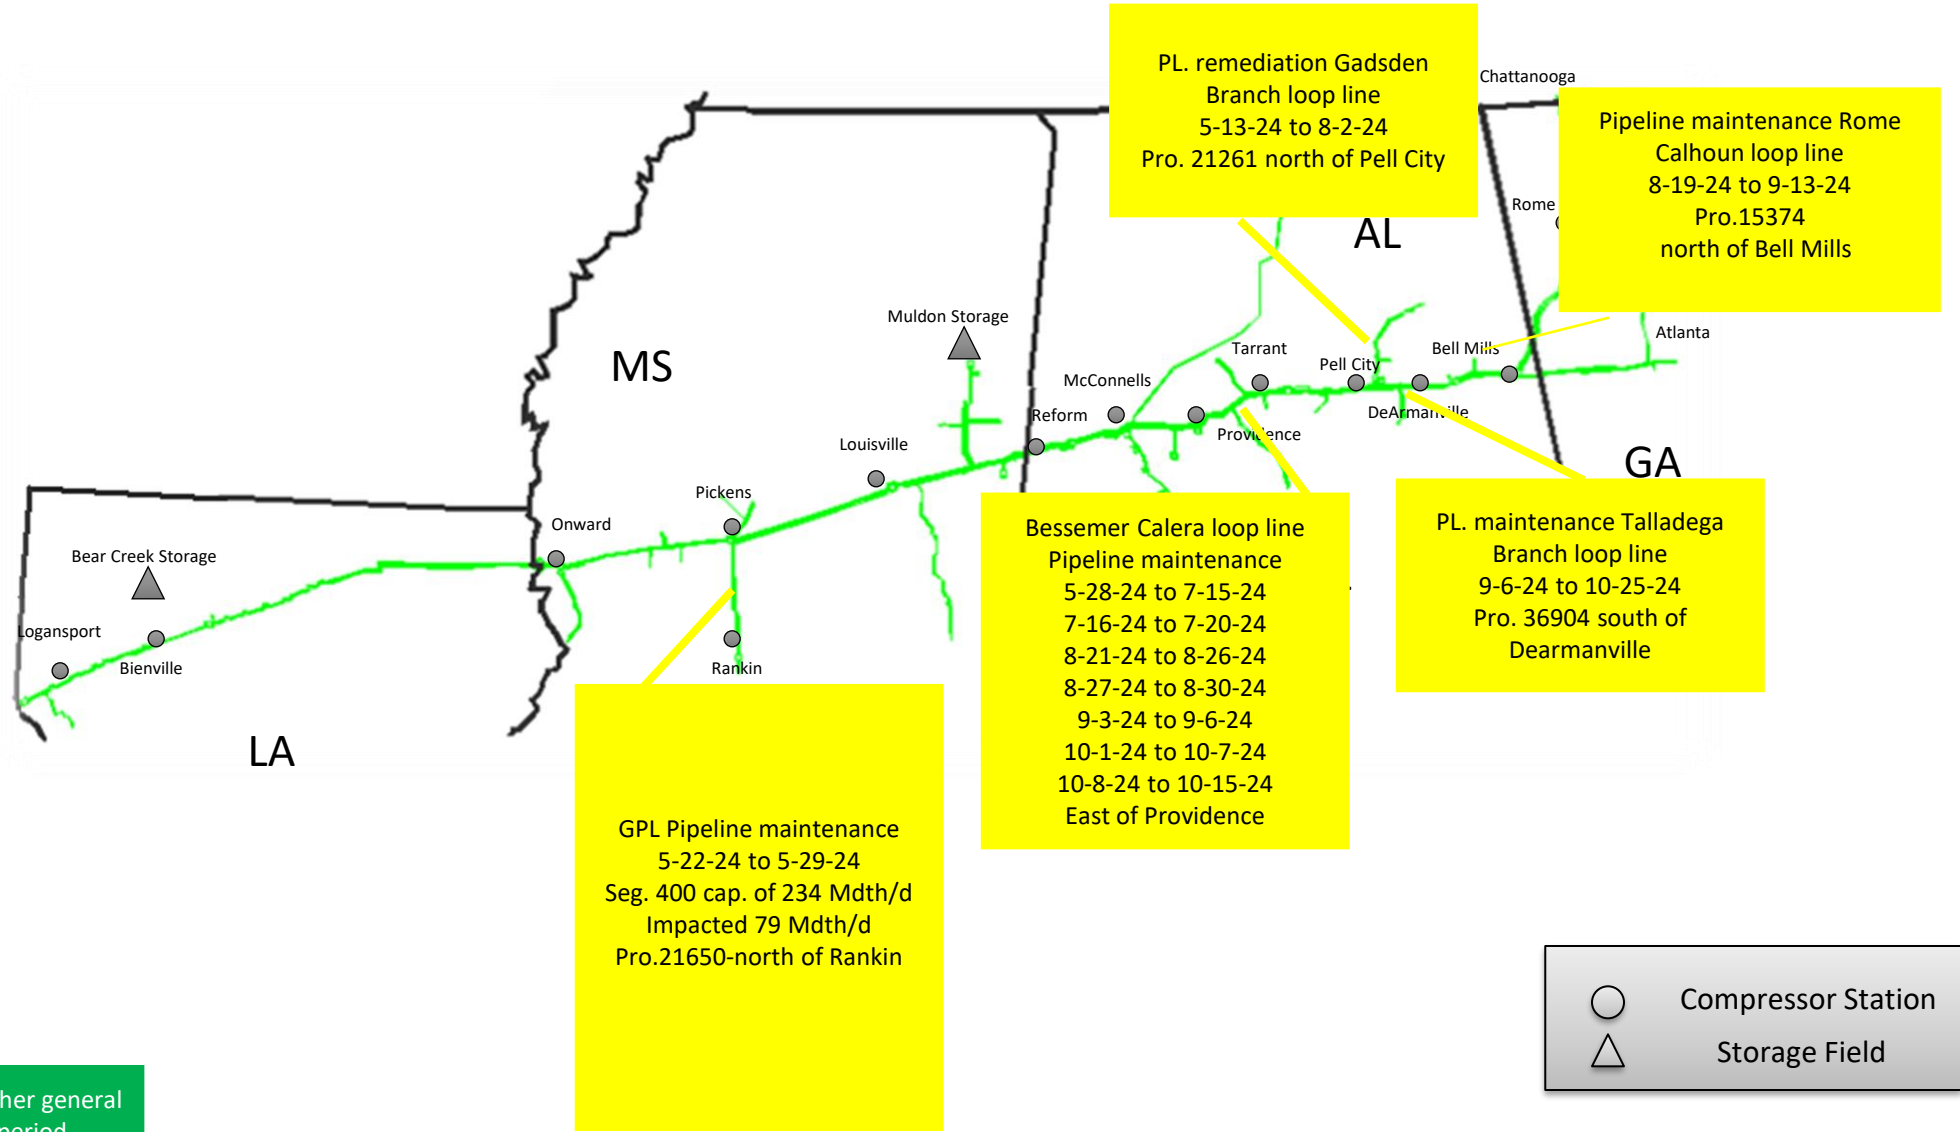 PL. remediation Gadsden
Branch loop line
5-13-24 to 8-2-24
Pro. 21261 north of Pell City
Chattanooga
Pipeline maintenance Rome
Calhoun loop line
8-19-24 to 9-13-24
Pro.15374
north of Bell Mills
Rome
AL
Muldon Storage
MS
Tarrant
Pell City
Bell Mills
Atlanta
McConnells
Reform
DeArmanville
Providence
Louisville
GA
Pickens
Onward
Bear Creek Storage
Logansport
Bienville
Rankin
LA
Bessemer Calera loop line
Pipeline maintenance
5-28-24 to 7-15-24
7-16-24 to 7-20-24
8-21-24 to 8-26-24
8-27-24 to 8-30-24
9-3-24 to 9-6-24
10-1-24 to 10-7-24
10-8-24 to 10-15-24
East of Providence
PL. maintenance Talladega
Branch loop line
9-6-24 to 10-25-24
Pro. 36904 south of
Dearmanville
GPL Pipeline maintenance
5-22-24 to 5-29-24
Seg. 400 cap. of 234 Mdth/d
Impacted 79 Mdth/d
Pro.21650-north of Rankin
Compressor Station
Storage Field
general
period